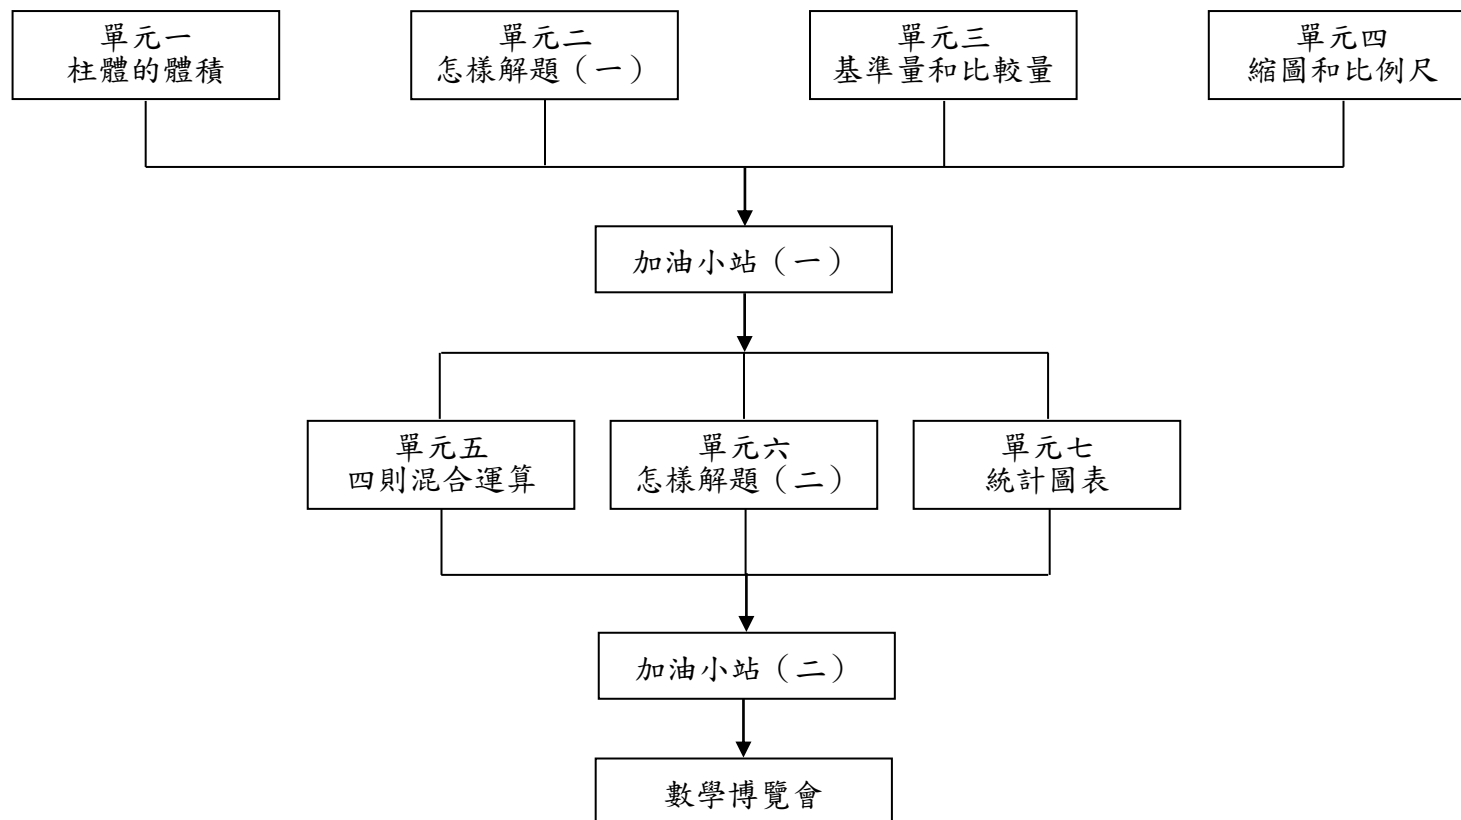 單元一
柱體的體積
單元二
怎樣解題（一）
單元三
基準量和比較量
單元四
縮圖和比例尺
加油小站（一）
單元五
四則混合運算
單元六
怎樣解題（二）
單元七
統計圖表
加油小站（二）
數學博覽會